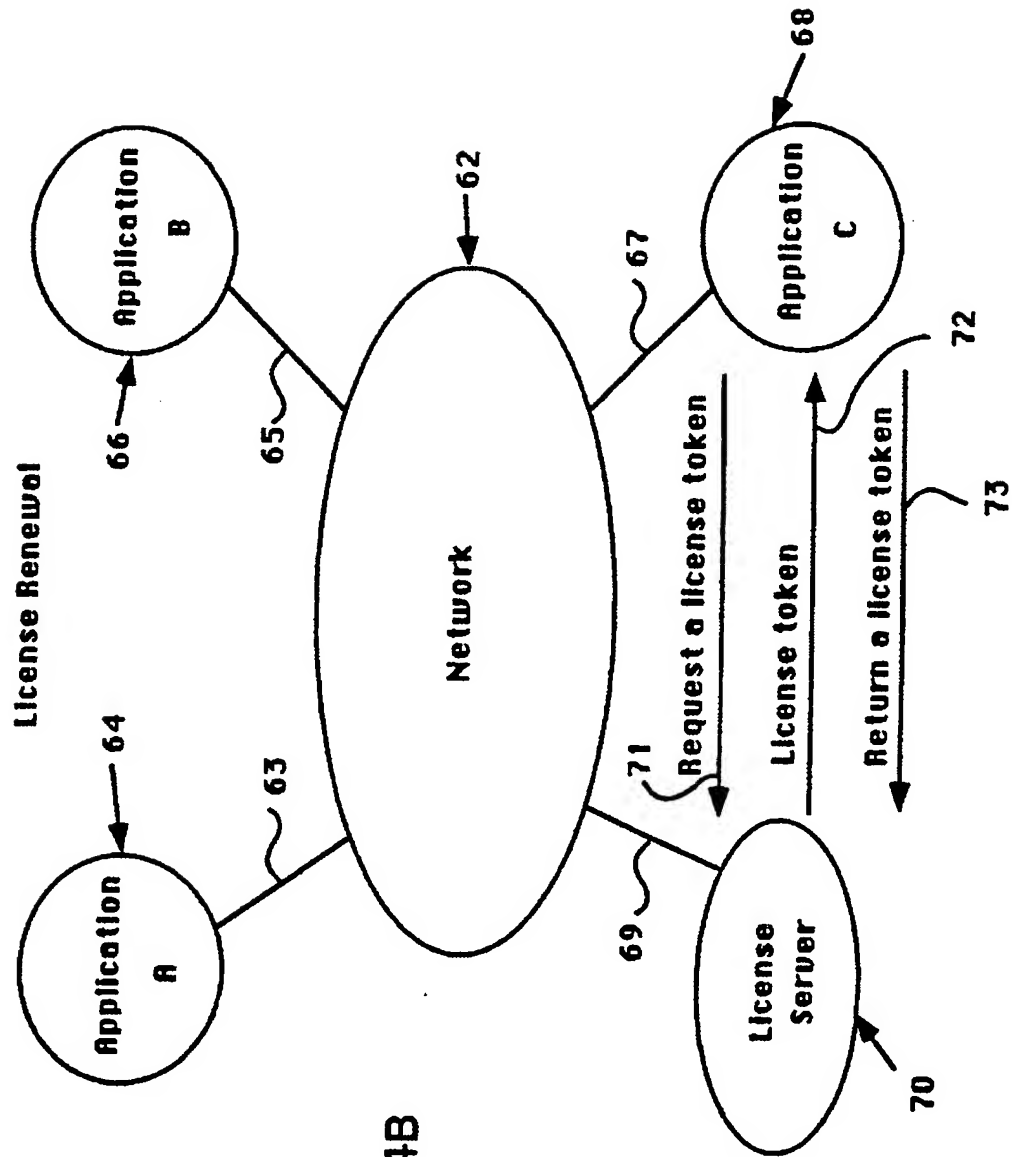 License Renewal
64
Application
A
63
66
Application
B
65
62
Network
67
68
Application
C
69
71
Request a license token
License token
72
Return a license token
73
License
Server
70
4B